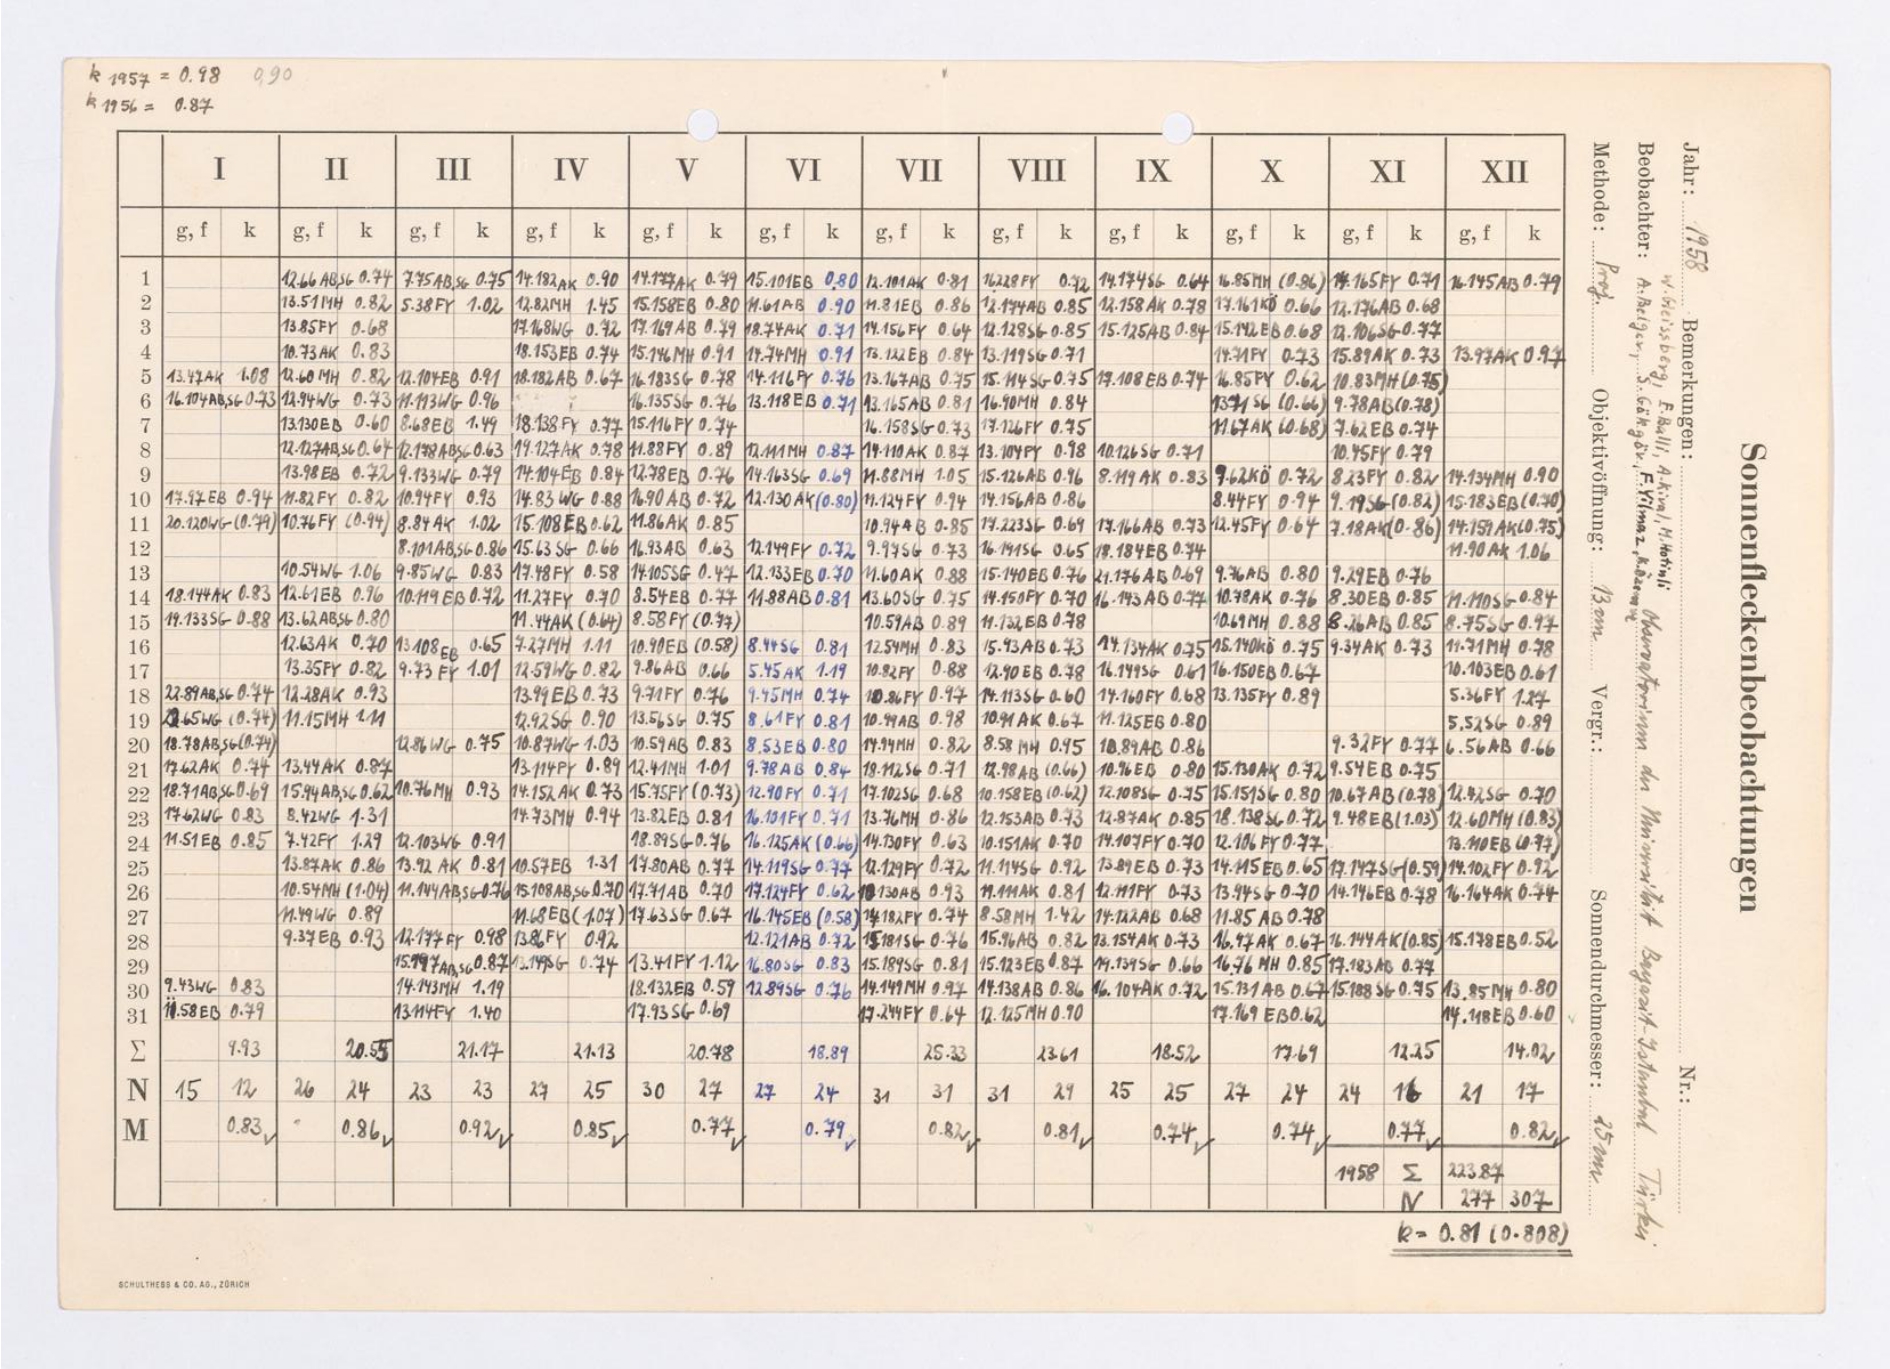 k 1957 = 0.98 0,90
k 1956 = 0.87
Sonnenfleckenbeobachtungen
Jahr: 1958 Bemerkungen: Nr.:
Beobachter: A. Belger, S. Gökgör, F. Yilmaz,
W. Gleissberg, E. Balli, A. Kiral, M. Hotinli
Methode: Proj. Objektivöffnung: 13 cm Vergr.: Sonnendurchmesser: 25 cm
I II III IV V VI VII VIII IX X XI XII
g, f k g, f k g, f k g, f k g, f k g, f k g, f k g, f k g, f k g, f k g, f k g, f k
1 12.66 AB,SG 0.74 7.75 AB,SG 0.75 14.182 AK 0.90 14.177 AK 0.79 15.101 EB 0.80 12.101 AK 0.81 16.228 FY 0.72 14.174 SG 0.64 16.85 MH (0.86) 14.165 FY 0.71 16.145 AB 0.79
2 13.51 MH 0.82 5.38 FY 1.02 12.82 MH 1.45 15.158 EB 0.80 11.61 AB 0.90 11.81 EB 0.86 12.174 AB 0.85 12.158 AK 0.78 17.161 KÖ 0.66 12.176 AB 0.68
3 13.85 FY 0.68 17.168 WG 0.72 17.169 AB 0.79 18.74 AK 0.71 14.156 FY 0.64 12.128 SG 0.85 15.125 AB 0.84 15.142 EB 0.68 12.106 SG 0.77
4 10.73 AK 0.83 18.153 EB 0.74 15.146 MH 0.91 14.74 MH 0.91 13.122 EB 0.84 13.119 SG 0.71 14.71 FY 0.73 15.89 AK 0.73 13.97 AK 0.97
5 13.47 AK 1.08 12.60 MH 0.82 12.104 EB 0.91 18.182 AB 0.67 16.183 SG 0.78 14.116 FY 0.76 13.167 AB 0.75 15.114 SG 0.75 17.108 EB 0.74 16.85 FY 0.62 10.83 MH (0.75)
6 16.104 AB,SG 0.73 12.94 WG 0.73 11.113 WG 0.96 16.135 SG 0.76 13.118 EB 0.71 13.165 AB 0.81 16.90 MH 0.84 13.71 SG (0.66) 9.78 AB (0.78)
7 13.130 EB 0.60 8.68 EB 1.49 18.138 FY 0.77 15.116 FY 0.74 16.158 SG 0.73 17.126 FY 0.75 11.67 AK (0.68) 7.62 EB 0.74
8 12.127 AB,SG 0.64 12.178 AB,SG 0.63 19.127 AK 0.78 11.88 FY 0.89 12.111 MH 0.87 14.110 AK 0.87 13.104 FY 0.98 10.126 SG 0.71 10.45 FY 0.79
9 13.98 EB 0.72 9.133 WG 0.79 14.104 EB 0.84 12.78 EB 0.76 14.163 SG 0.69 11.88 MH 1.05 15.126 AB 0.96 8.119 AK 0.83 9.62 KÖ 0.72 8.23 FY 0.82 14.134 MH 0.90
10 17.97 EB 0.94 11.82 FY 0.82 10.94 FY 0.93 14.83 WG 0.88 16.90 AB 0.72 12.130 AK (0.80) 11.124 FY 0.94 14.156 AB 0.86 8.44 FY 0.94 9.19 SG (0.82) 15.183 EB (0.70)
11 20.120 WG (0.79) 10.76 FY (0.94) 8.84 AK 1.02 15.108 EB 0.62 11.86 AK 0.85 10.94 AB 0.85 17.223 SG 0.69 17.166 AB 0.73 12.45 FY 0.64 7.18 AK (0.86) 14.159 AK (0.75)
12 8.101 AB,SG 0.86 15.63 SG 0.66 16.93 AB 0.63 12.149 FY 0.72 9.97 SG 0.73 16.191 SG 0.65 18.184 EB 0.74 11.90 AK 1.06
13 10.54 WG 1.06 9.85 WG 0.83 17.48 FY 0.58 14.105 SG 0.47 12.133 EB 0.70 11.60 AK 0.88 15.140 EB 0.76 21.176 AB 0.69 9.76 AB 0.80 9.29 EB 0.76
14 18.144 AK 0.83 12.61 EB 0.96 10.119 EB 0.72 11.27 FY 0.70 8.54 EB 0.77 11.88 AB 0.81 13.60 SG 0.75 14.150 FY 0.70 16.143 AB 0.77 10.78 AK 0.76 8.30 EB 0.85 11.110 SG 0.84
15 19.133 SG 0.88 13.62 AB,SG 0.80 11.44 AK (0.64) 8.58 FY (0.77) 10.59 AB 0.89 11.132 EB 0.78 10.69 MH 0.88 8.26 AB 0.85 8.75 SG 0.97
16 12.63 AK 0.70 13.108 EB 0.65 7.27 MH 1.11 10.90 EB (0.58) 8.44 SG 0.81 12.54 MH 0.83 15.93 AB 0.73 14.134 AK 0.75 15.140 KÖ 0.75 9.34 AK 0.73 11.71 MH 0.78
17 13.35 FY 0.82 9.73 FY 1.01 12.59 WG 0.82 9.86 AB 0.66 5.45 AK 1.19 10.82 FY 0.88 12.90 EB 0.78 16.149 SG 0.61 16.150 EB 0.67 10.103 EB 0.61
18 22.89 AB,SG 0.74 12.28 AK 0.93 13.99 EB 0.73 9.71 FY 0.76 9.45 MH 0.74 10.86 FY 0.97 14.113 SG 0.60 14.160 FY 0.68 13.135 FY 0.89 5.36 FY 1.27
19 22.65 WG (0.74) 11.15 MH 1.11 12.92 SG 0.90 13.56 SG 0.75 8.61 FY 0.81 10.99 AB 0.98 10.91 AK 0.67 11.125 EB 0.80 5.52 SG 0.89
20 18.78 AB,SG (0.74) 12.86 WG 0.75 10.87 WG 1.03 10.59 AB 0.83 8.53 EB 0.80 14.94 MH 0.82 8.58 MH 0.95 10.89 AB 0.86 9.32 FY 0.77 6.56 AB 0.66
21 17.62 AK 0.74 13.44 AK 0.87 13.114 FY 0.89 12.41 MH 1.01 9.78 AB 0.84 18.112 SG 0.71 12.98 AB (0.66) 10.96 EB 0.80 15.130 AK 0.72 9.54 EB 0.75
22 18.71 AB,SG 0.69 15.94 AB,SG 0.62 10.76 MH 0.93 14.152 AK 0.73 15.75 FY (0.73) 12.90 FY 0.71 17.102 SG 0.68 10.158 EB (0.62) 12.108 SG 0.75 15.151 SG 0.80 10.67 AB (0.78) 12.42 SG 0.70
23 17.62 WG 0.83 8.42 WG 1.31 14.73 MH 0.94 13.82 EB 0.81 16.101 FY 0.71 13.76 MH 0.86 12.153 AB 0.73 12.87 AK 0.85 18.138 SG 0.72 9.48 EB (1.03) 12.60 MH (0.83)
24 11.51 EB 0.85 7.42 FY 1.29 12.103 WG 0.91 18.89 SG 0.76 16.125 AK (0.66) 14.130 FY 0.63 10.151 AK 0.70 14.107 FY 0.70 12.106 FY 0.77 13.110 EB (0.97)
25 13.87 AK 0.86 13.92 AK 0.81 10.57 EB 1.31 17.80 AB 0.77 14.119 SG 0.77 12.129 FY 0.72 11.114 SG 0.92 13.89 EB 0.73 14.115 EB 0.65 17.147 SG (0.59) 14.102 FY 0.92
26 10.54 MH (1.04) 11.144 AB,SG 0.76 15.108 AB,SG 0.70 17.71 AB 0.70 17.124 FY 0.62 10.130 AB 0.93 11.111 AK 0.81 12.111 FY 0.73 13.94 SG 0.70 14.146 EB 0.78 16.164 AK 0.74
27 11.49 WG 0.89 11.68 EB (1.07) 17.63 SG 0.67 16.145 EB (0.58) 14.182 FY 0.74 8.58 MH 1.42 14.122 AB 0.68 11.85 AB 0.78
28 9.37 EB 0.93 12.177 FY 0.98 13.86 FY 0.92 12.121 AB 0.72 15.181 SG 0.76 15.96 AB 0.82 13.154 AK 0.73 16.97 AK 0.67 16.144 AK (0.85) 15.178 EB 0.52
29 15.197 AB,SG 0.87 13.149 SG 0.74 13.41 FY 1.12 16.80 SG 0.83 15.189 SG 0.81 15.123 EB 0.87 19.139 SG 0.66 16.76 MH 0.85 17.183 AB 0.77
30 9.43 WG 0.83 14.143 MH 1.19 18.132 EB 0.59 12.89 SG 0.76 14.149 MH 0.97 14.138 AB 0.86 16.104 AK 0.72 15.131 AB 0.67 15.188 SG 0.75 13.85 MH 0.80
31 11.58 EB 0.79 13.114 FY 1.40 17.93 SG 0.69 17.244 FY 0.64 12.125 MH 0.90 17.169 EB 0.62 14.118 EB 0.60
Σ 9.93 20.55 21.17 21.13 20.78 18.89 25.33 23.61 18.52 17.69 12.25 14.02
N 15 12 26 24 23 23 27 25 30 27 27 24 31 31 31 29 25 25 27 24 24 16 21 17
M 0.83 0.86 0.92 0.85 0.77 0.79 0.82 0.81 0.74 0.74 0.77 0.82
1958 Σ 223.87
N 277 307
k = 0.81 (0.808)
SCHULTHESS & CO. AG., ZÜRICH